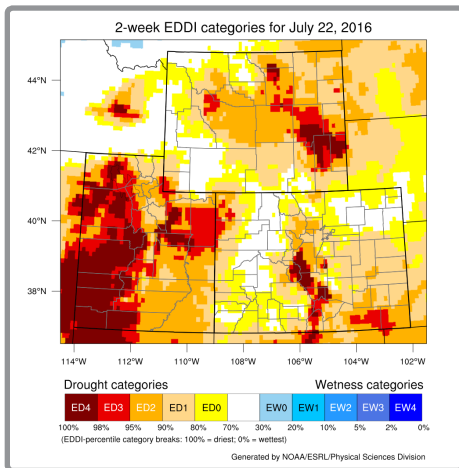 2-week EDDI categories for July 22, 2016
44°N
42°N
40°N
38°N
114°W 112°W 110°W 108°W 106°W 104°W 102°W
Drought categories Wetness categories
ED4 ED3 ED2 ED1 ED0 EW0 EW1 EW2 EW3 EW4
100% 98% 95% 90% 80% 70% 30% 20% 10% 5% 2% 0%
(EDDI-percentile category breaks: 100% = driest; 0% = wettest)
Generated by NOAA/ESRL/Physical Sciences Division